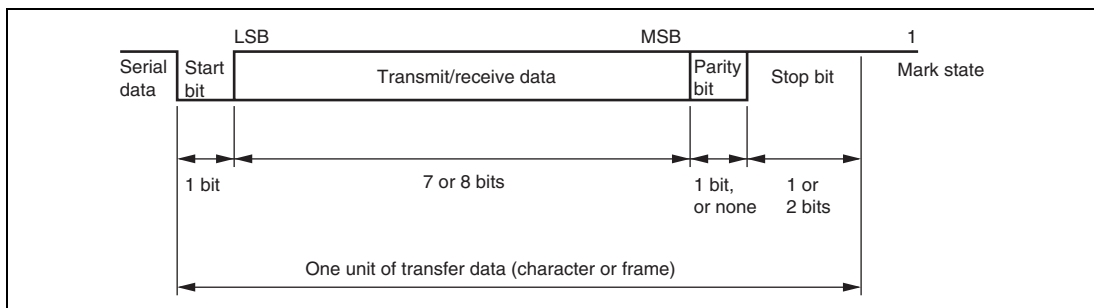 LSB MSB 1
Serial data
Start bit
Transmit/receive data
Parity bit
Stop bit
Mark state
1 bit
7 or 8 bits
1 bit, or none
1 or 2 bits
One unit of transfer data (character or frame)